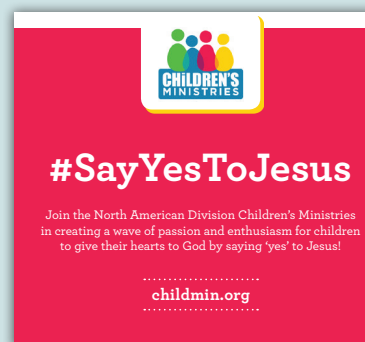 CHILDREN'S
MINISTRIES
#SayYesToJesus
Join the North American Division Children's Ministries
in creating a wave of passion and enthusiasm for children
to give their hearts to God by saying 'yes' to Jesus!
childmin.org